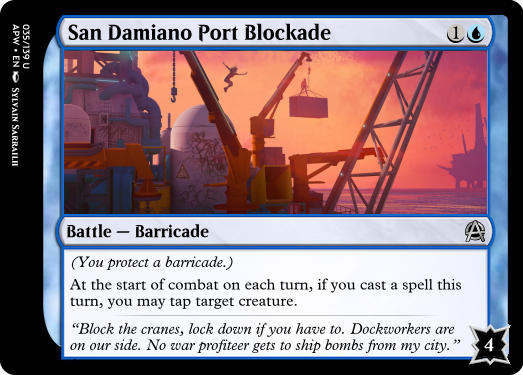 San Damiano Port Blockade
1
Battle — Barricade
(You protect a barricade.)
At the start of combat on each turn, if you cast a spell this
turn, you may tap target creature.
“Block the cranes, lock down if you have to. Dockworkers are
on our side. No war profiteer gets to ship bombs from my city.”
4
035/139 U
APW • EN Sylvain Sarrailh